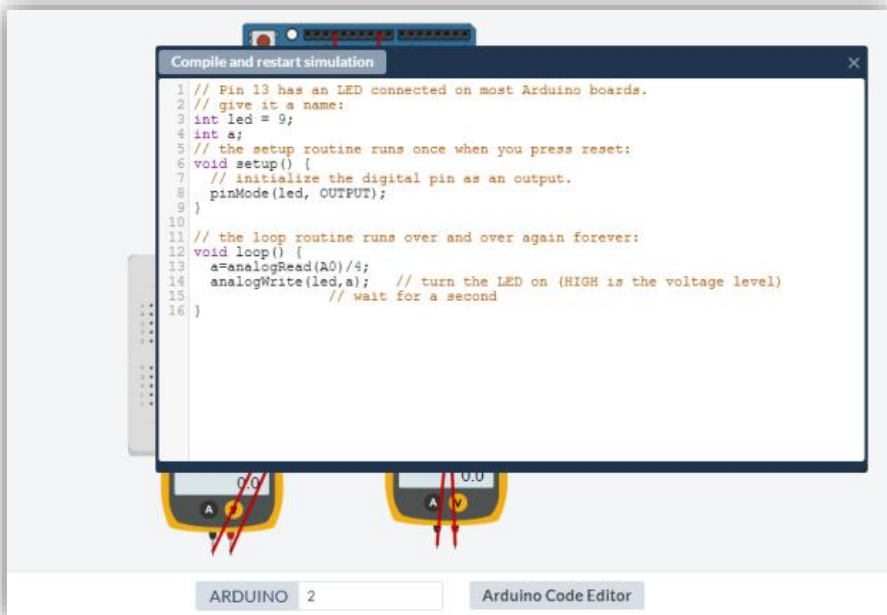 Compile and restart simulation ×
1 // Pin 13 has an LED connected on most Arduino boards.
2 // give it a name:
3 int led = 9;
4 int a;
5 // the setup routine runs once when you press reset:
6 void setup() {
7 // initialize the digital pin as an output.
8 pinMode(led, OUTPUT);
9 }
10
11 // the loop routine runs over and over again forever:
12 void loop() {
13 a=analogRead(A0)/4;
14 analogWrite(led,a); // turn the LED on (HIGH is the voltage level)
15 // wait for a second
16 }
0.0 0.0
A V A V
ARDUINO 2 Arduino Code Editor